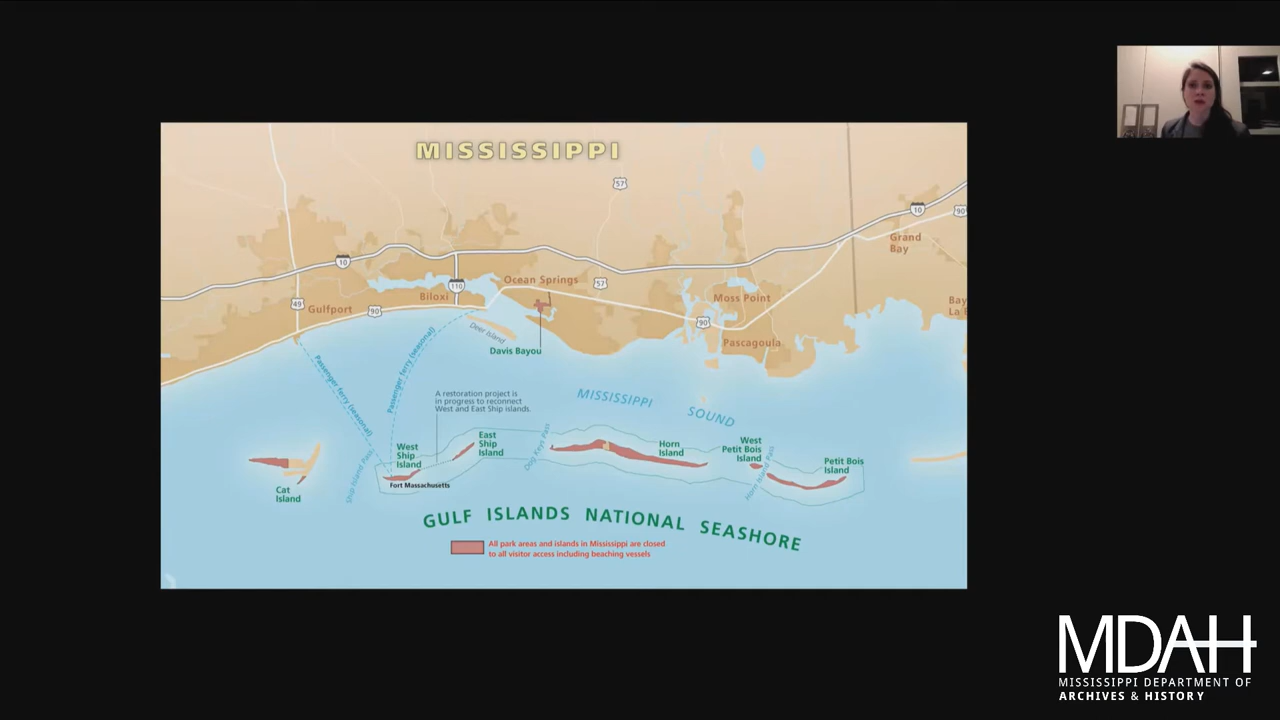 MISSISSIPPI
57
10
90
Grand
Bay
10
110
Ocean Springs
57
Biloxi
49
Gulfport
90
Moss Point
Bay
La
90
Pascagoula
Deer Island
Davis Bayou
Passenger ferry (seasonal)
Passenger ferry (seasonal)
A restoration project is
in progress to reconnect
West and East Ship islands.
MISSISSIPPI SOUND
West
Ship
Island
East
Ship
Island
Dog Keys Pass
Horn
Island
West
Petit Bois
Island
Petit Bois
Island
Horn Island Pass
Ship Island Pass
Fort Massachusetts
Cat
Island
GULF ISLANDS NATIONAL SEASHORE
All park areas and islands in Mississippi are closed
to all visitor access including beaching vessels
MDAH
MISSISSIPPI DEPARTMENT OF
ARCHIVES & HISTORY